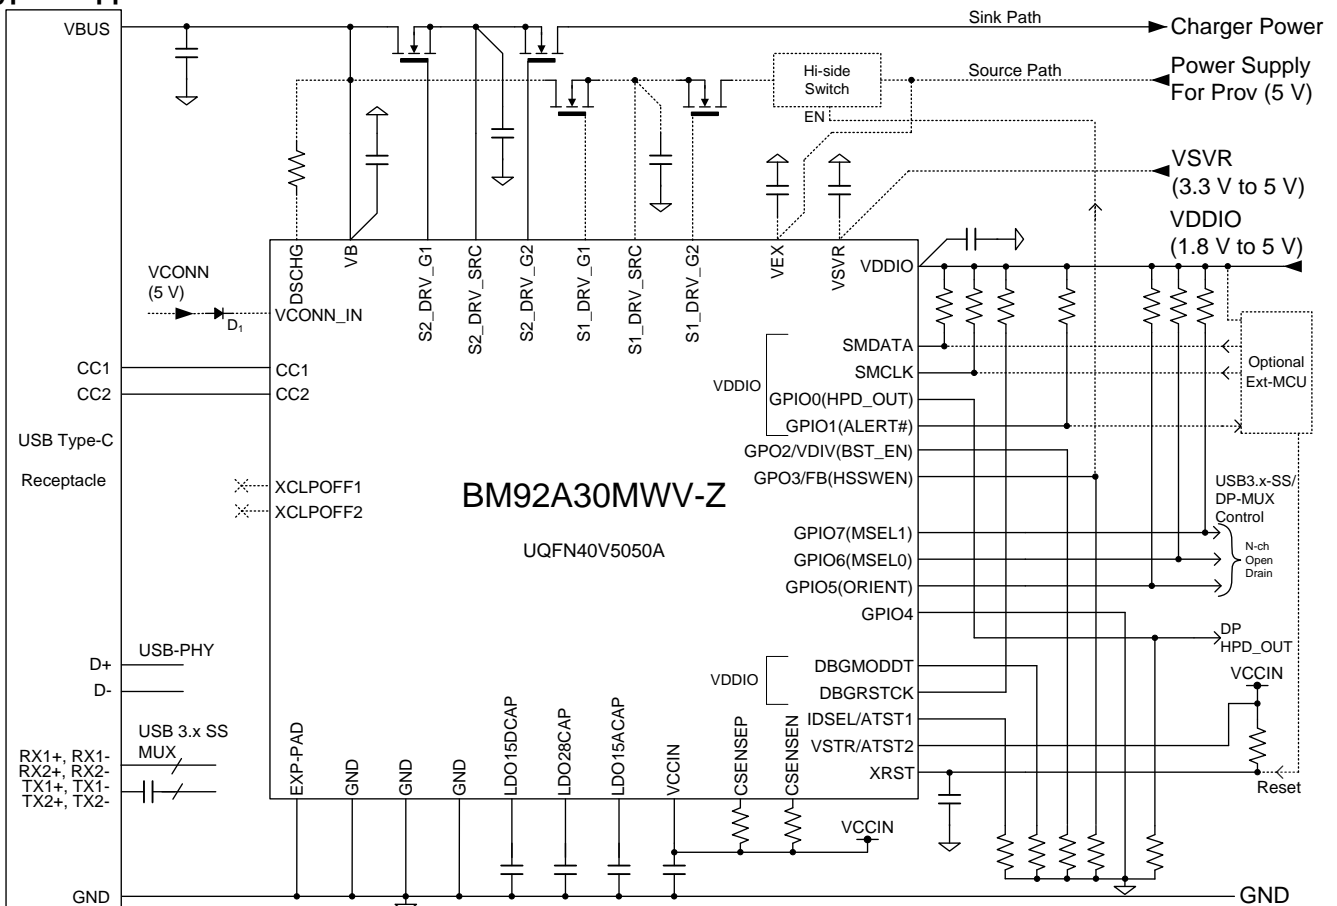 VBUS
Sink Path
Charger Power
Hi-side
Switch
EN
Source Path
Power Supply
For Prov (5 V)
VSVR
(3.3 V to 5 V)
VDDIO
(1.8 V to 5 V)
VCONN
(5 V)
D1
DSCHG
VB
S2_DRV_G1
S2_DRV_SRC
S2_DRV_G2
S1_DRV_G1
S1_DRV_SRC
S1_DRV_G2
VEX
VSVR
VDDIO
VCONN_IN
CC1
CC2
CC1
CC2
USB Type-C
Receptacle
XCLPOFF1
XCLPOFF2
BM92A30MWV-Z
UQFN40V5050A
VDDIO
SMDATA
SMCLK
GPIO0(HPD_OUT)
GPIO1(ALERT#)
GPO2/VDIV(BST_EN)
GPO3/FB(HSSWEN)
Optional
Ext-MCU
GPIO7(MSEL1)
GPIO6(MSEL0)
GPIO5(ORIENT)
GPIO4
USB3.x-SS/
DP-MUX
Control
N-ch
Open
Drain
DP
HPD_OUT
VCCIN
VDDIO
DBGMODDT
DBGRSTCK
IDSEL/ATST1
VSTR/ATST2
XRST
Reset
D+
D-
USB-PHY
USB 3.x SS
MUX
RX1+, RX1-
RX2+, RX2-
TX1+, TX1-
TX2+, TX2-
EXP-PAD
GND
GND
GND
LDO15DCAP
LDO28CAP
LDO15ACAP
VCCIN
CSENSEP
CSENSEN
VCCIN
GND
GND